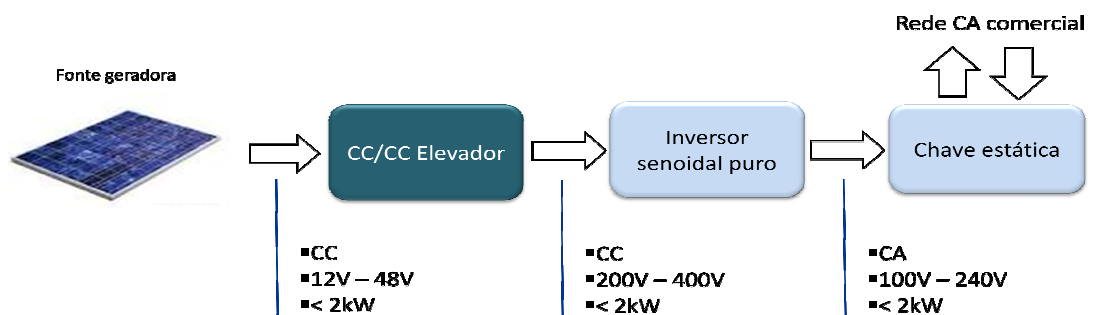 Rede CA comercial
Fonte geradora
CC/CC Elevador
Inversor
senoidal puro
Chave estática
▪CC
▪12V – 48V
▪< 2kW
▪CC
▪200V – 400V
▪< 2kW
▪CA
▪100V – 240V
▪< 2kW